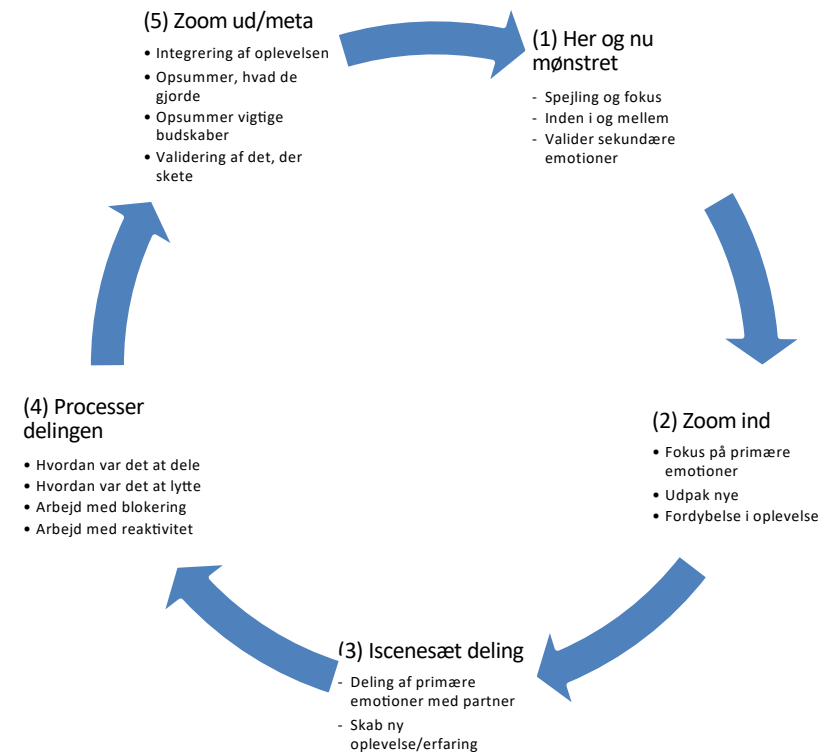 (5) Zoom ud/meta
• Integrering af oplevelsen
• Opsummer, hvad de
gjorde
• Opsummer vigtige
budskaber
• Validering af det, der
skete
(1) Her og nu
mønstret
- Spejling og fokus
- Inden i og mellem
- Valider sekundære
emotioner
(2) Zoom ind
• Fokus på primære
emotioner
• Udpak nye
• Fordybelse i oplevelse
(3) Iscenesæt deling
- Deling af primære
emotioner med partner
- Skab ny
oplevelse/erfaring
(4) Processer
delingen
• Hvordan var det at dele
• Hvordan var det at lytte
• Arbejd med blokering
• Arbejd med reaktivitet